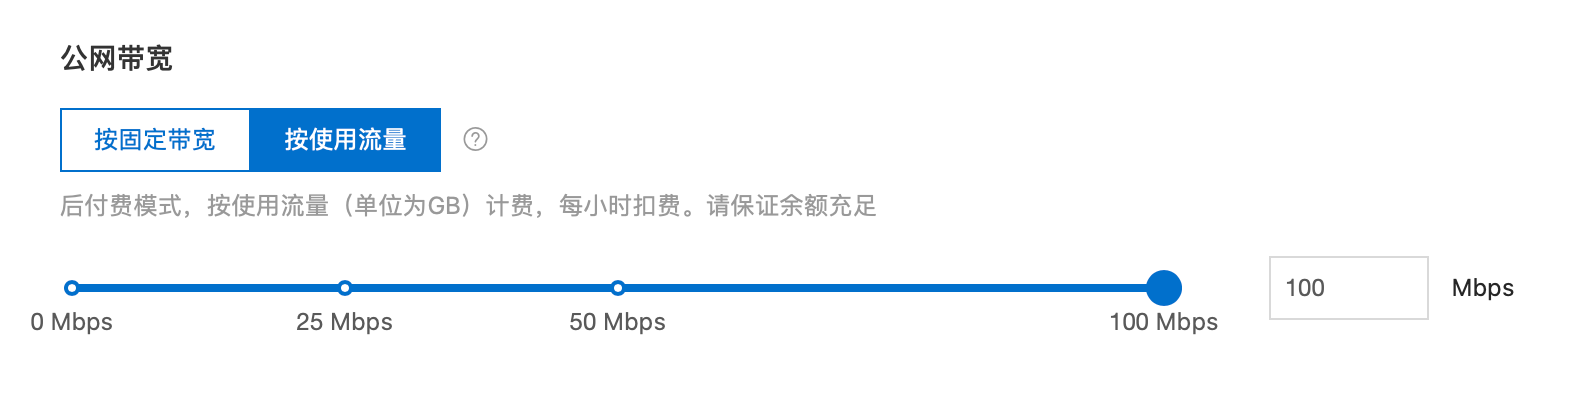 公网带宽
按固定带宽 按使用流量 ?
后付费模式，按使用流量（单位为GB）计费，每小时扣费。请保证余额充足
100 Mbps
0 Mbps 25 Mbps 50 Mbps 100 Mbps